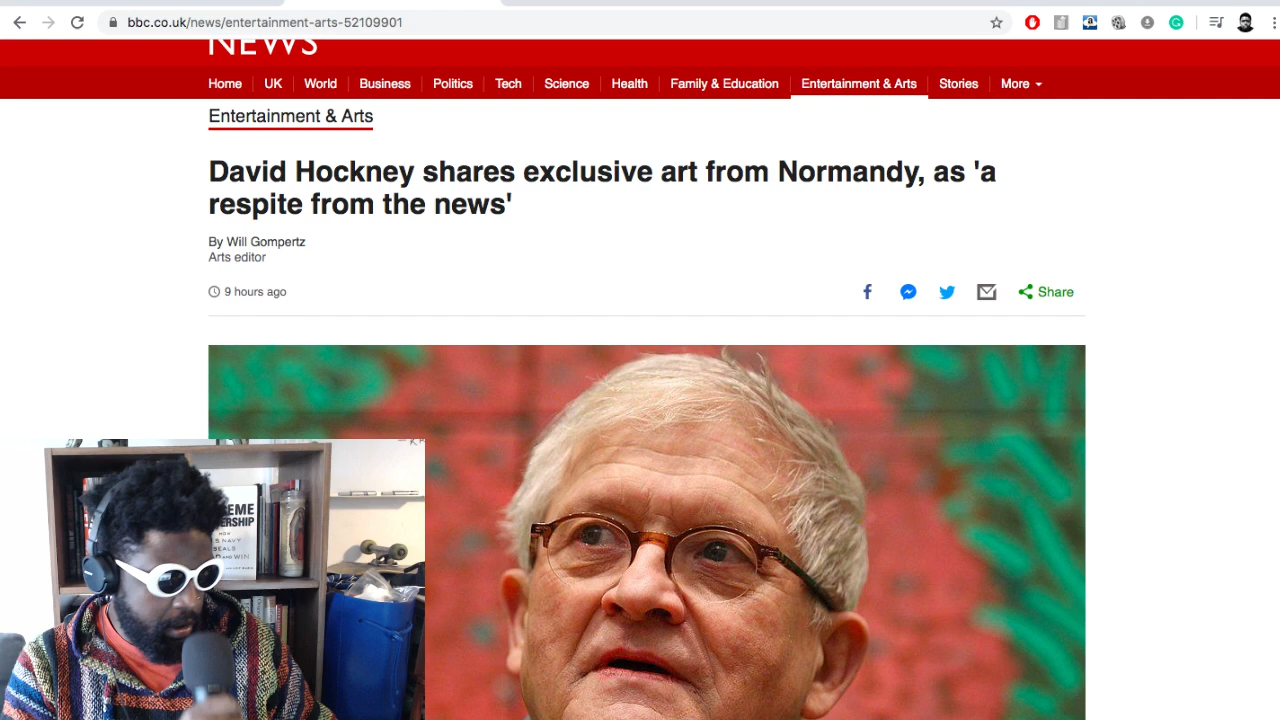 bbc.co.uk/news/entertainment-arts-52109901
NEWS
Home UK World Business Politics Tech Science Health Family & Education Entertainment & Arts Stories More
Entertainment & Arts
David Hockney shares exclusive art from Normandy, as 'a
respite from the news'
By Will Gompertz
Arts editor
9 hours ago
Share